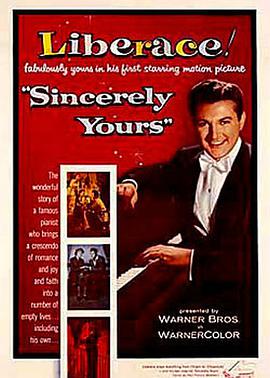 Liberace!
fabulously yours in his first starring motion picture
"Sincerely
Yours"
The
wonderful
story of
a famous
pianist
who brings
a crescendo
of romance
and joy
and faith
into a
number of
empty lives...
including
his own...
presented by
WARNER BROS.
in
WARNERCOLOR